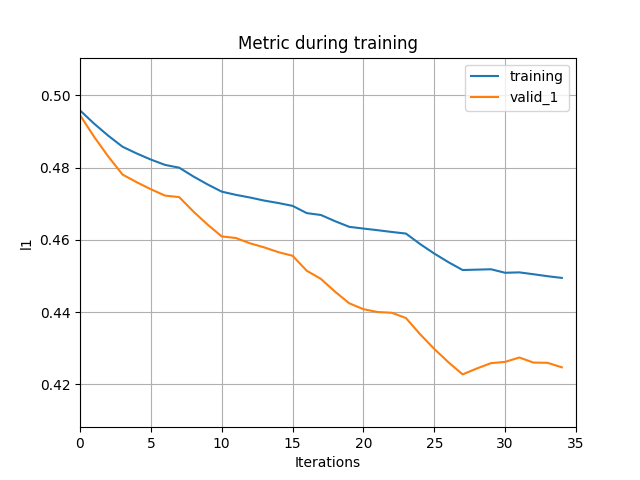 Metric during training
training
valid_1
0.50
0.48
0.46
0.44
0.42
l1
0 5 10 15 20 25 30 35
Iterations